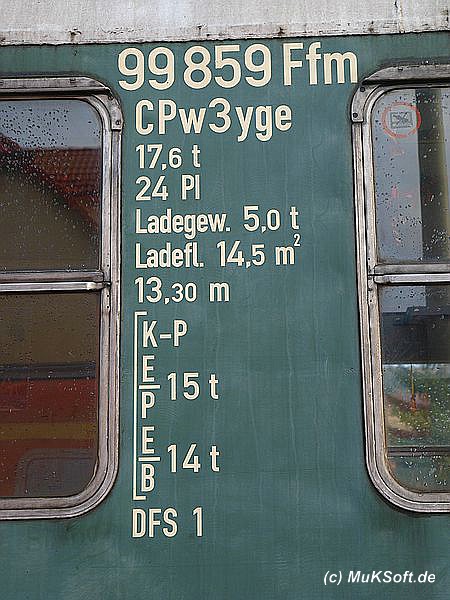 99 859 Ffm
CPw3yge
17,6 t
24 Pl
Ladegew. 5,0 t
Ladefl. 14,5 m²
13,30 m
K-P
E
P 15 t
E
B 14 t
DFS 1
(c) MuKSoft.de